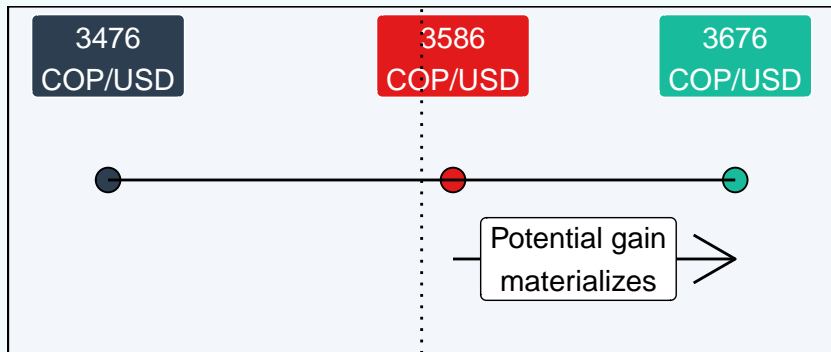 3476
COP/USD
3586
COP/USD
3676
COP/USD
Potential gain
materializes